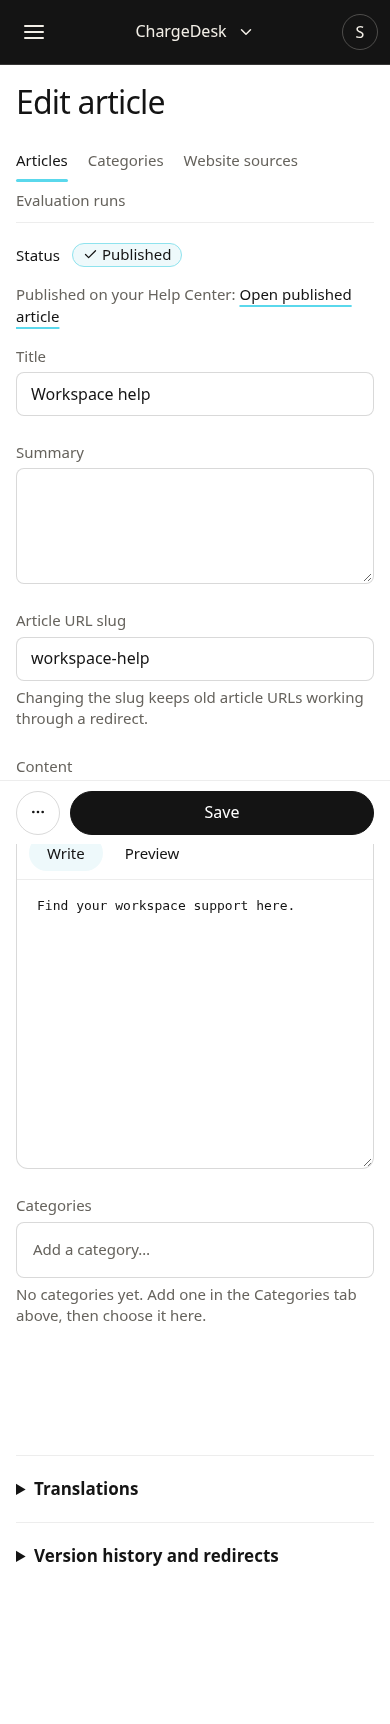 ChargeDesk
S
Edit article
Articles Categories Website sources
Evaluation runs
Status Published
Published on your Help Center: Open published
article
Title
Workspace help
Summary
Article URL slug
workspace-help
Changing the slug keeps old article URLs working
through a redirect.
Content
... Save
Write Preview
Find your workspace support here.
Categories
Add a category...
No categories yet. Add one in the Categories tab
above, then choose it here.
Translations
Version history and redirects